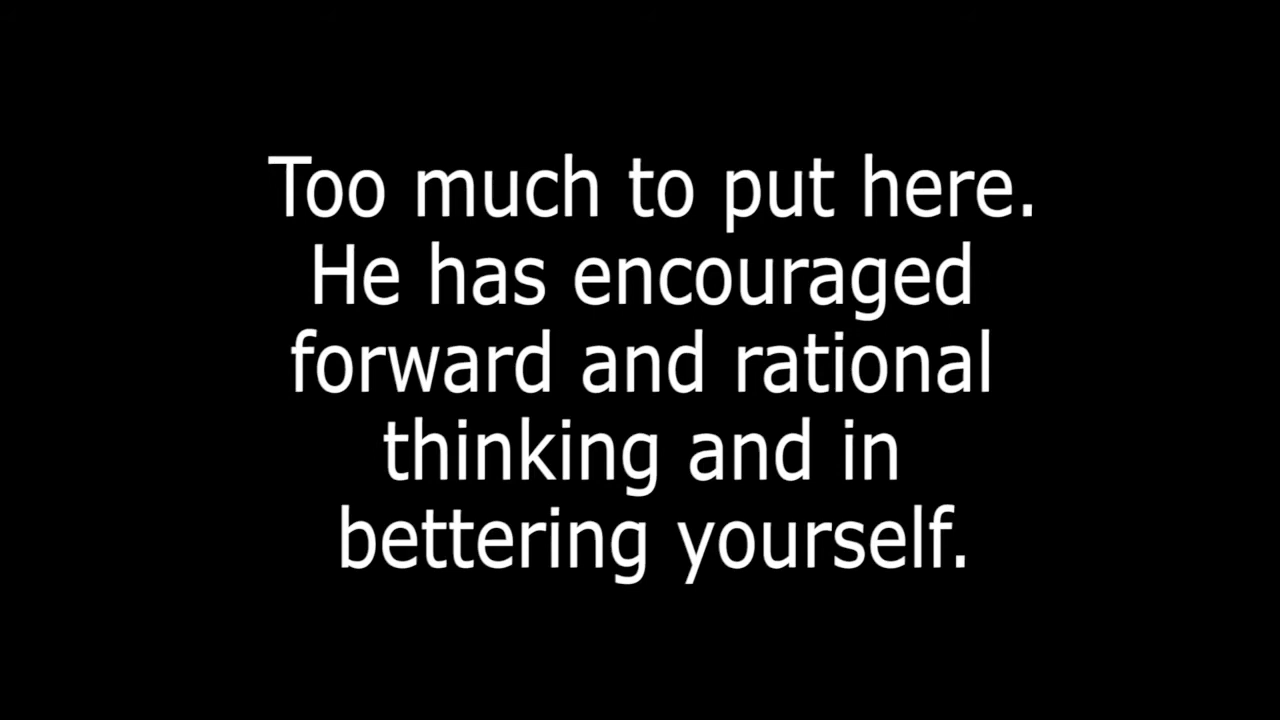 Too much to put here.
He has encouraged
forward and rational
thinking and in
bettering yourself.